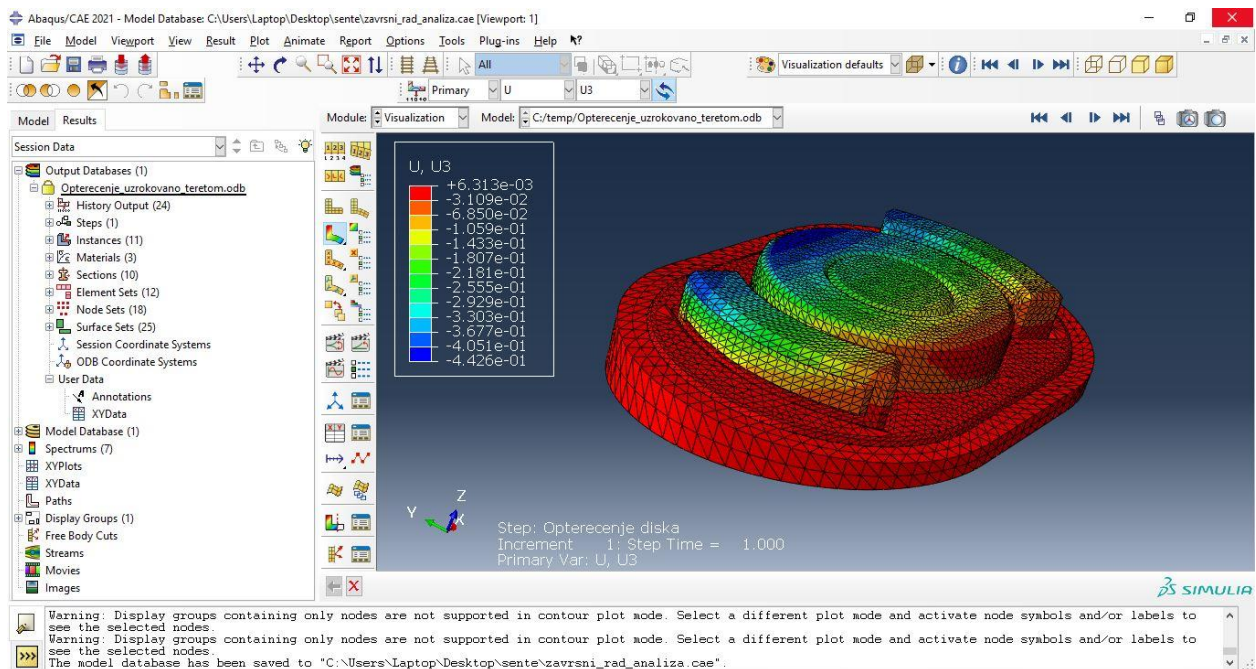 Abaqus/CAE 2021 - Model Database: C:\Users\Laptop\Desktop\sente\zavrsni_rad_analiza.cae [Viewport: 1]
File Model Viewport View Result Plot Animate Report Options Tools Plug-ins Help
All
Visualization defaults
Primary U U3
Model Results
Module: Visualization Model: C:/temp/Opterecenje_uzrokovano_teretom.odb
Session Data
Output Databases (1)
Opterecenje_uzrokovano_teretom.odb
History Output (24)
Steps (1)
Instances (11)
Materials (3)
Sections (10)
Element Sets (12)
Node Sets (18)
Surface Sets (25)
Session Coordinate Systems
ODB Coordinate Systems
User Data
Annotations
XYData
Model Database (1)
Spectrums (7)
XYPlots
XYData
Paths
Display Groups (1)
Free Body Cuts
Streams
Movies
Images
U, U3
+6.313e-03
-3.109e-02
-6.850e-02
-1.059e-01
-1.433e-01
-1.807e-01
-2.181e-01
-2.555e-01
-2.929e-01
-3.303e-01
-3.677e-01
-4.051e-01
-4.426e-01
Z
Y
X
Step: Opterecenje diska
Increment 1: Step Time = 1.000
Primary Var: U, U3
SIMULIA
Warning: Display groups containing only nodes are not supported in contour plot mode. Select a different plot mode and activate node symbols and/or labels to
see the selected nodes.
Warning: Display groups containing only nodes are not supported in contour plot mode. Select a different plot mode and activate node symbols and/or labels to
see the selected nodes.
The model database has been saved to "C:\Users\Laptop\Desktop\sente\zavrsni_rad_analiza.cae".